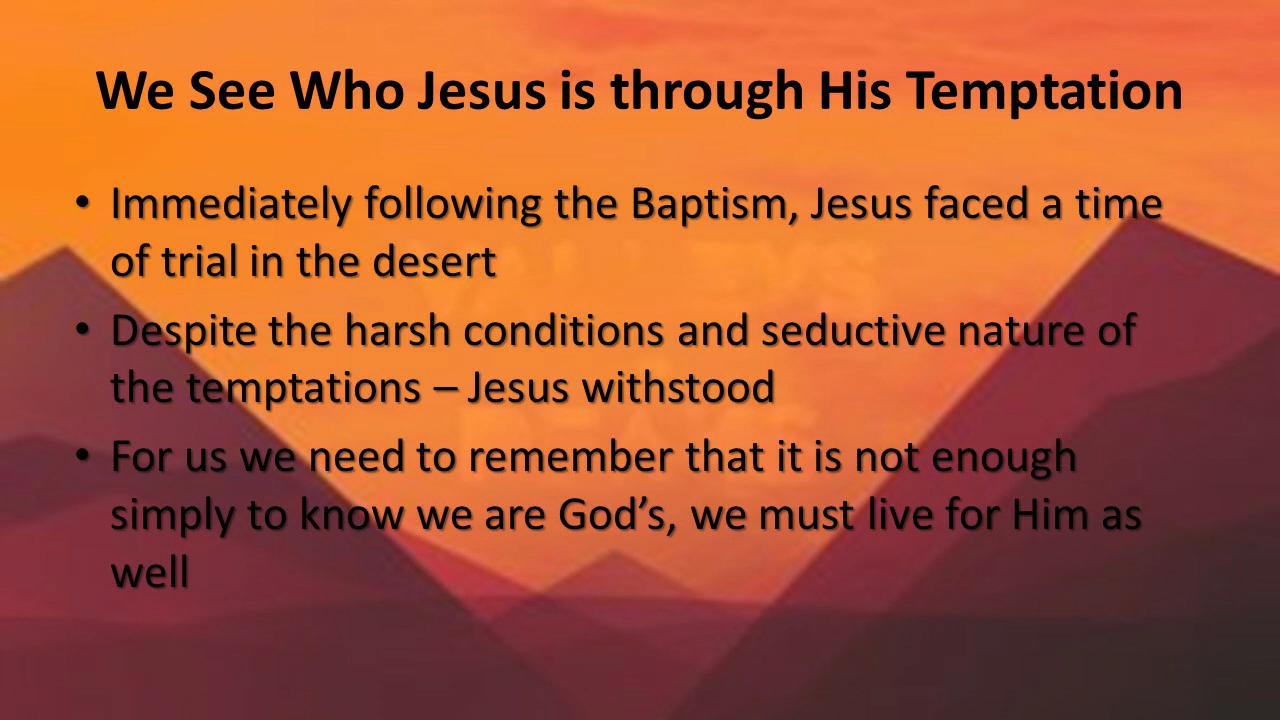 We See Who Jesus is through His Temptation
• Immediately following the Baptism, Jesus faced a time
of trial in the desert
• Despite the harsh conditions and seductive nature of
the temptations – Jesus withstood
• For us we need to remember that it is not enough
simply to know we are God’s, we must live for Him as
well